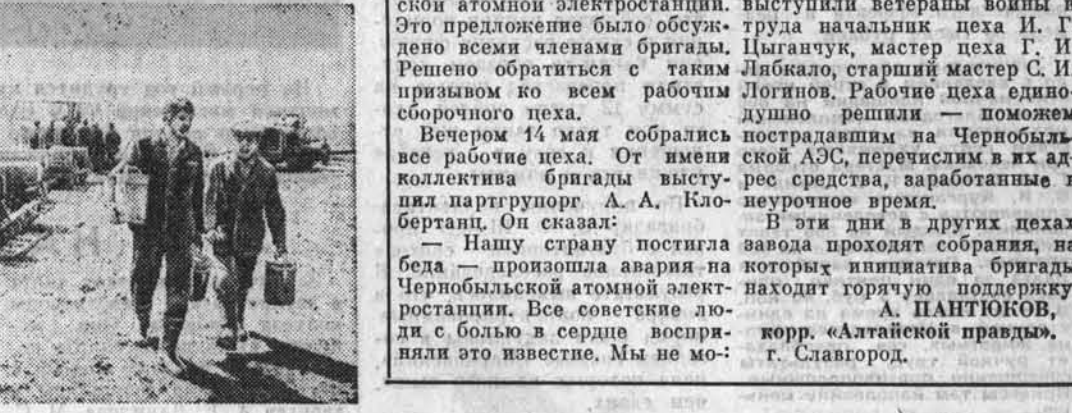 ской атомной электростанции.
Это предложение было обсуж-
дено всеми членами бригады.
Решено обратиться с таким
призывом ко всем рабочим
сборочного цеха.
Вечером 14 мая собрались
все рабочие цеха. От имени
коллектива бригады высту-
пил партгрупорг А. А. Кло-
бертанц. Он сказал:
— Нашу страну постигла
беда — произошла авария на
Чернобыльской атомной элект-
ростанции. Все советские лю-
ди с болью в сердце воспри-
няли это известие. Мы не мо-:
выступили ветераны войны и
труда начальник цеха И. Г.
Цыганчук, мастер цеха Г. И.
Лябкало, старший мастер С. И.
Логинов. Рабочие цеха едино-
душно решили — поможем
пострадавшим на Чернобыль-
ской АЭС, перечислим в их ад-
рес средства, заработанные в
неурочное время.
В эти дни в других цехах
завода проходят собрания, на
которых инициатива бригады
находит горячую поддержку.
А. ПАНТЮКОВ,
корр. «Алтайской правды».
г. Славгород.